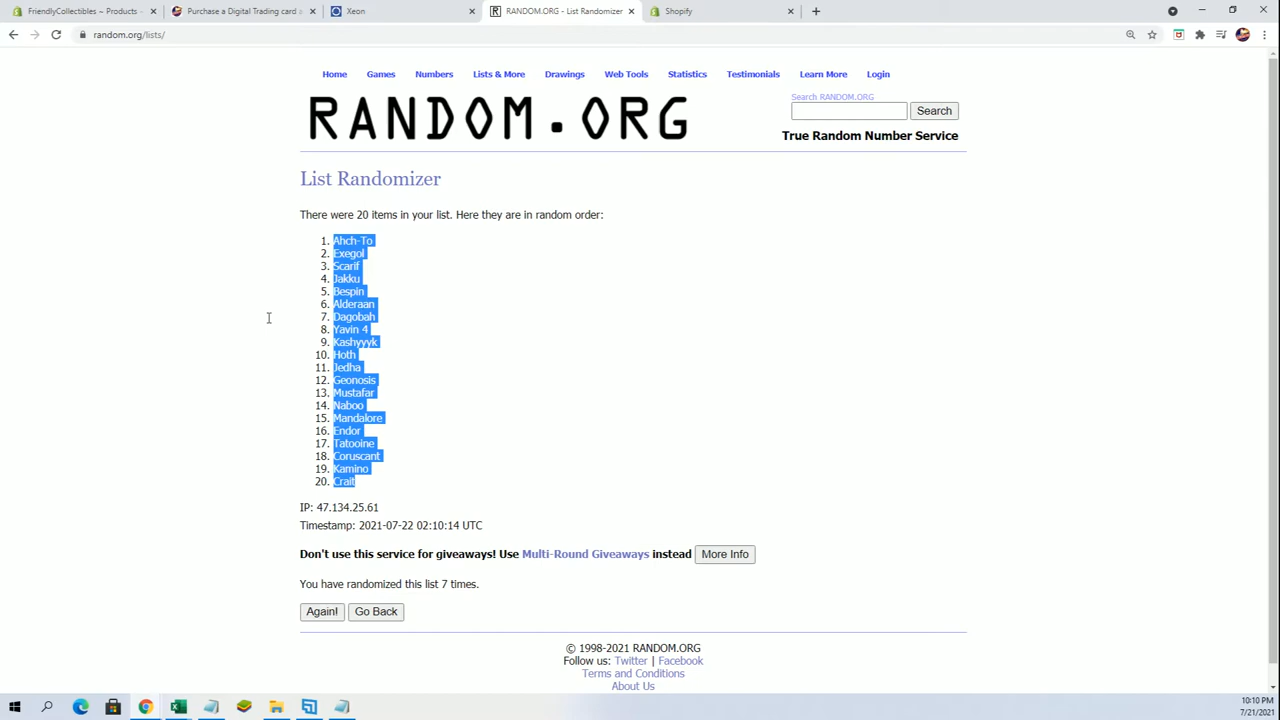 FriendlyCollectibles ~ Products ·
Purchase a Digital Trading card a
Xeon
RANDOM.ORG - List Randomizer
Shopify
random.org/lists/
Home Games Numbers Lists & More Drawings Web Tools Statistics Testimonials Learn More Login
RANDOM.ORG
Search RANDOM.ORG
Search
True Random Number Service
List Randomizer
There were 20 items in your list. Here they are in random order:
1. Ahch-To
2. Exegol
3. Scarif
4. Jakku
5. Bespin
6. Alderaan
7. Dagobah
8. Yavin 4
9. Kashyyyk
10. Hoth
11. Jedha
12. Geonosis
13. Mustafar
14. Naboo
15. Mandalore
16. Endor
17. Tatooine
18. Coruscant
19. Kamino
20. Crait
IP: 47.134.25.61
Timestamp: 2021-07-22 02:10:14 UTC
Don't use this service for giveaways! Use Multi-Round Giveaways instead More Info
You have randomized this list 7 times.
Again! Go Back
© 1998-2021 RANDOM.ORG
Follow us: Twitter | Facebook
Terms and Conditions
About Us
10:10 PM
7/21/2021